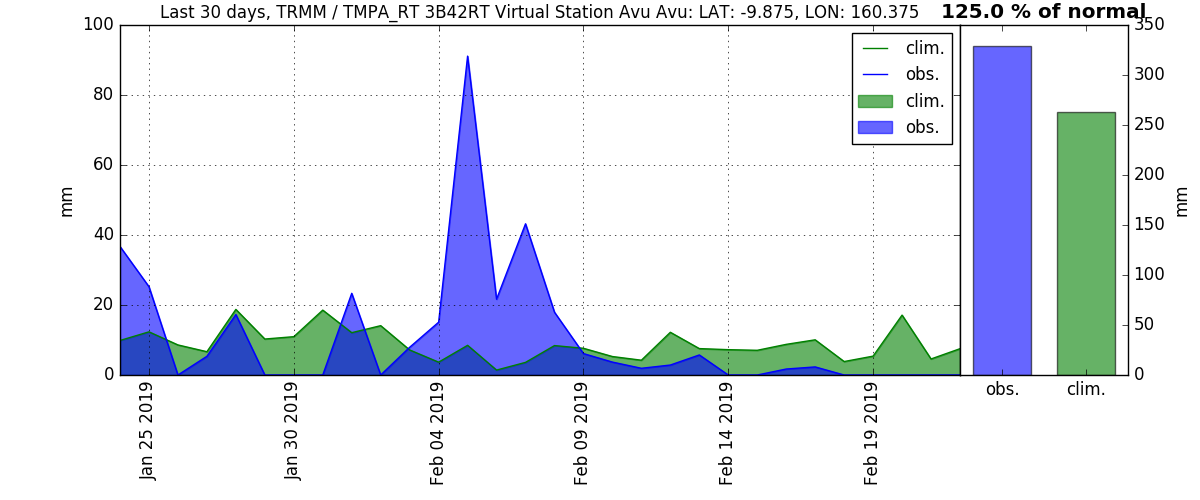 Last 30 days, TRMM / TMPA_RT 3B42RT Virtual Station Avu Avu: LAT: -9.875, LON: 160.375
125.0 % of normal
100
80
60
40
20
0
mm
clim.
obs.
clim.
obs.
Jan 25 2019
Jan 30 2019
Feb 04 2019
Feb 09 2019
Feb 14 2019
Feb 19 2019
350
300
250
200
150
100
50
0
mm
obs.
clim.